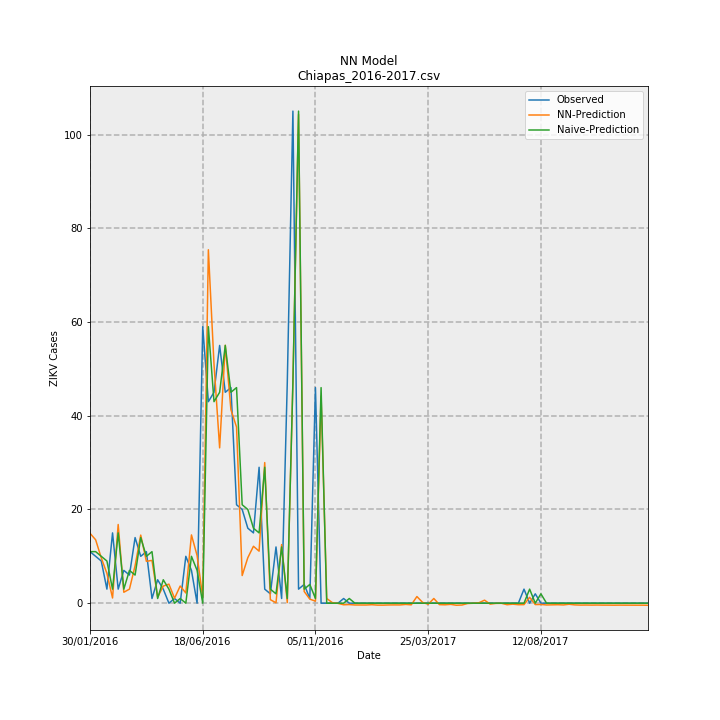 NN Model
Chiapas_2016-2017.csv
Observed
NN-Prediction
Naive-Prediction
100
80
60
40
20
0
ZIKV Cases
30/01/2016 18/06/2016 05/11/2016 25/03/2017 12/08/2017
Date